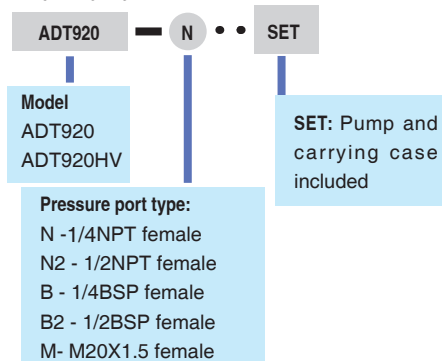 ADT920 — N • • SET
Model
ADT920
ADT920HV
SET: Pump and
carrying case
included
Pressure port type:
N -1/4NPT female
N2 - 1/2NPT female
B - 1/4BSP female
B2 - 1/2BSP female
M- M20X1.5 female